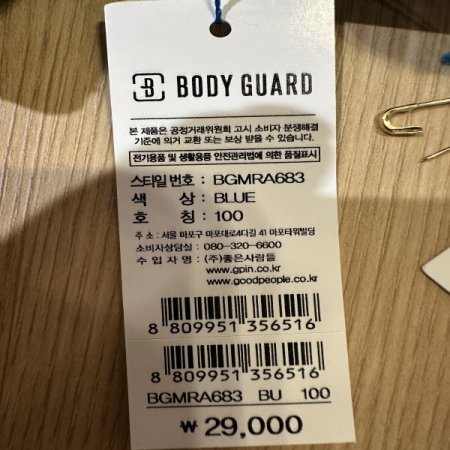 B BODY GUARD
본 제품은 공정거래위원회 고시 소비자 분쟁해결
기준에 의거 교환 또는 보상 받을 수 있습니다.
전기용품 및 생활용품 안전관리법에 의한 품질표시
스타일 번호 : BGMRA683
색 상 : BLUE
호 칭 : 100
주 소 : 서울 마포구 마포대로4다길 41 마포타워빌딩
소비자상담실 : 080-320-6600
수 입 자 명 : (주)좋은사람들
www.gpin.co.kr
www.goodpeople.co.kr
8 809951 356516
8 809951 356516
BGMRA683 BU 100
₩ 29,000